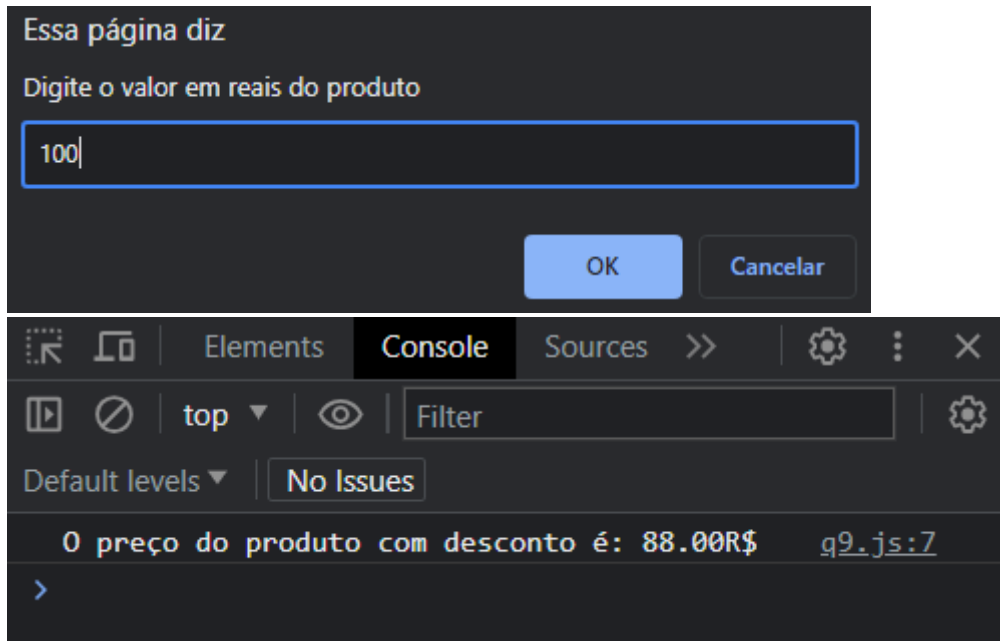 Essa página diz
Digite o valor em reais do produto
100
OK Cancelar
Elements Console Sources
top Filter
Default levels No Issues
O preço do produto com desconto é: 88.00R$ q9.js:7